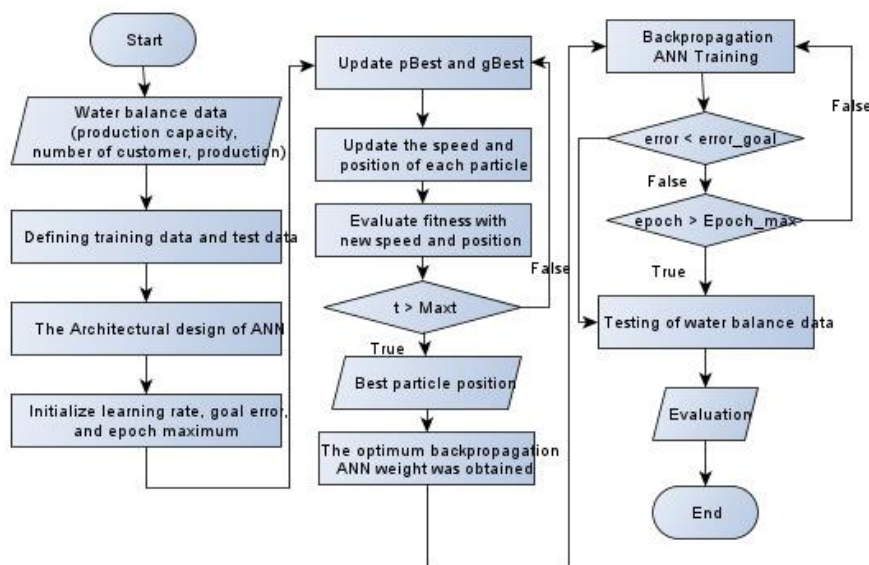 Start
Water balance data
(production capacity,
number of customer, production)
Defining training data and test data
The Architectural design of ANN
Initialize learning rate, goal error,
and epoch maximum
Update pBest and gBest
Update the speed and
position of each particle
Evaluate fitness with
new speed and position
False
t > Maxt
True
Best particle position
The optimum backpropagation
ANN weight was obtained
Backpropagation
ANN Training
False
error < error_goal
False
epoch > Epoch_max
True
Testing of water balance data
Evaluation
End